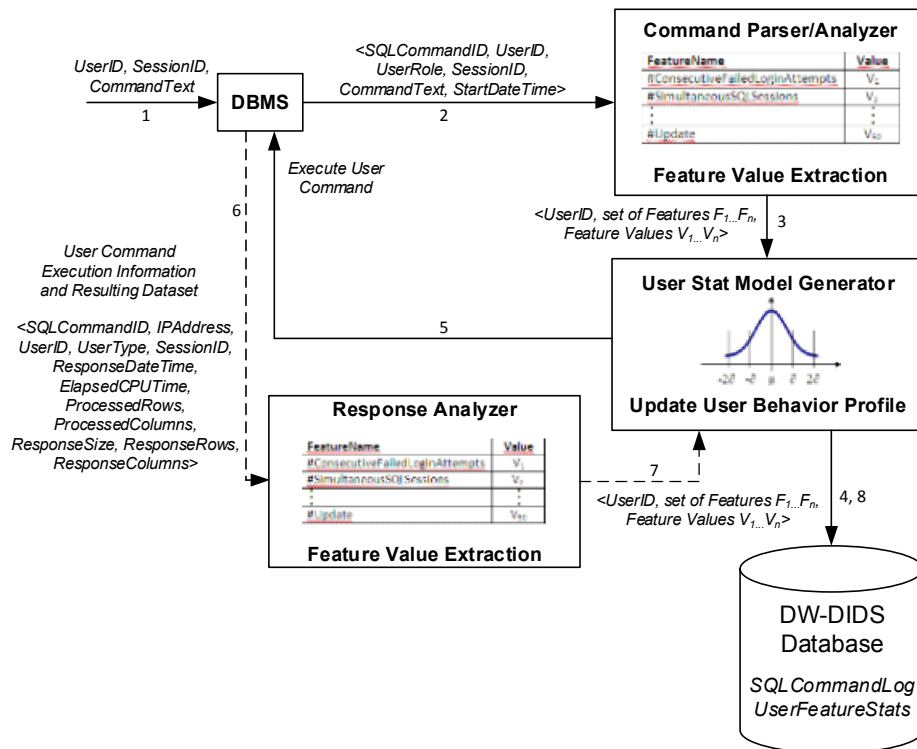 UserID, SessionID,
CommandText
1
DBMS
<SQLCommandID, UserID,
UserRole, SessionID,
CommandText, StartDateTime>
2
Command Parser/Analyzer
FeatureName Value
#ConsecutiveFailedLoginAttempts V1
#SimultaneousSQLSessions V2
#Update V50
Feature Value Extraction
Execute User
Command
<UserID, set of Features F1...Fn,
Feature Values V1...Vn>
3
6
User Command
Execution Information
and Resulting Dataset
<SQLCommandID, IPAddress,
UserID, UserType, SessionID,
ResponseDateTime,
ElapsedCPUTime,
ProcessedRows,
ProcessedColumns,
ResponseSize, ResponseRows,
ResponseColumns>
5
User Stat Model Generator
-2∂ -∂ μ ∂ 2∂
Update User Behavior Profile
Response Analyzer
FeatureName Value
#ConsecutiveFailedLoginAttempts V1
#SimultaneousSQLSessions V2
#Update V50
Feature Value Extraction
7
<UserID, set of Features F1...Fn,
Feature Values V1...Vn>
4, 8
DW-DIDS
Database
SQLCommandLog
UserFeatureStats